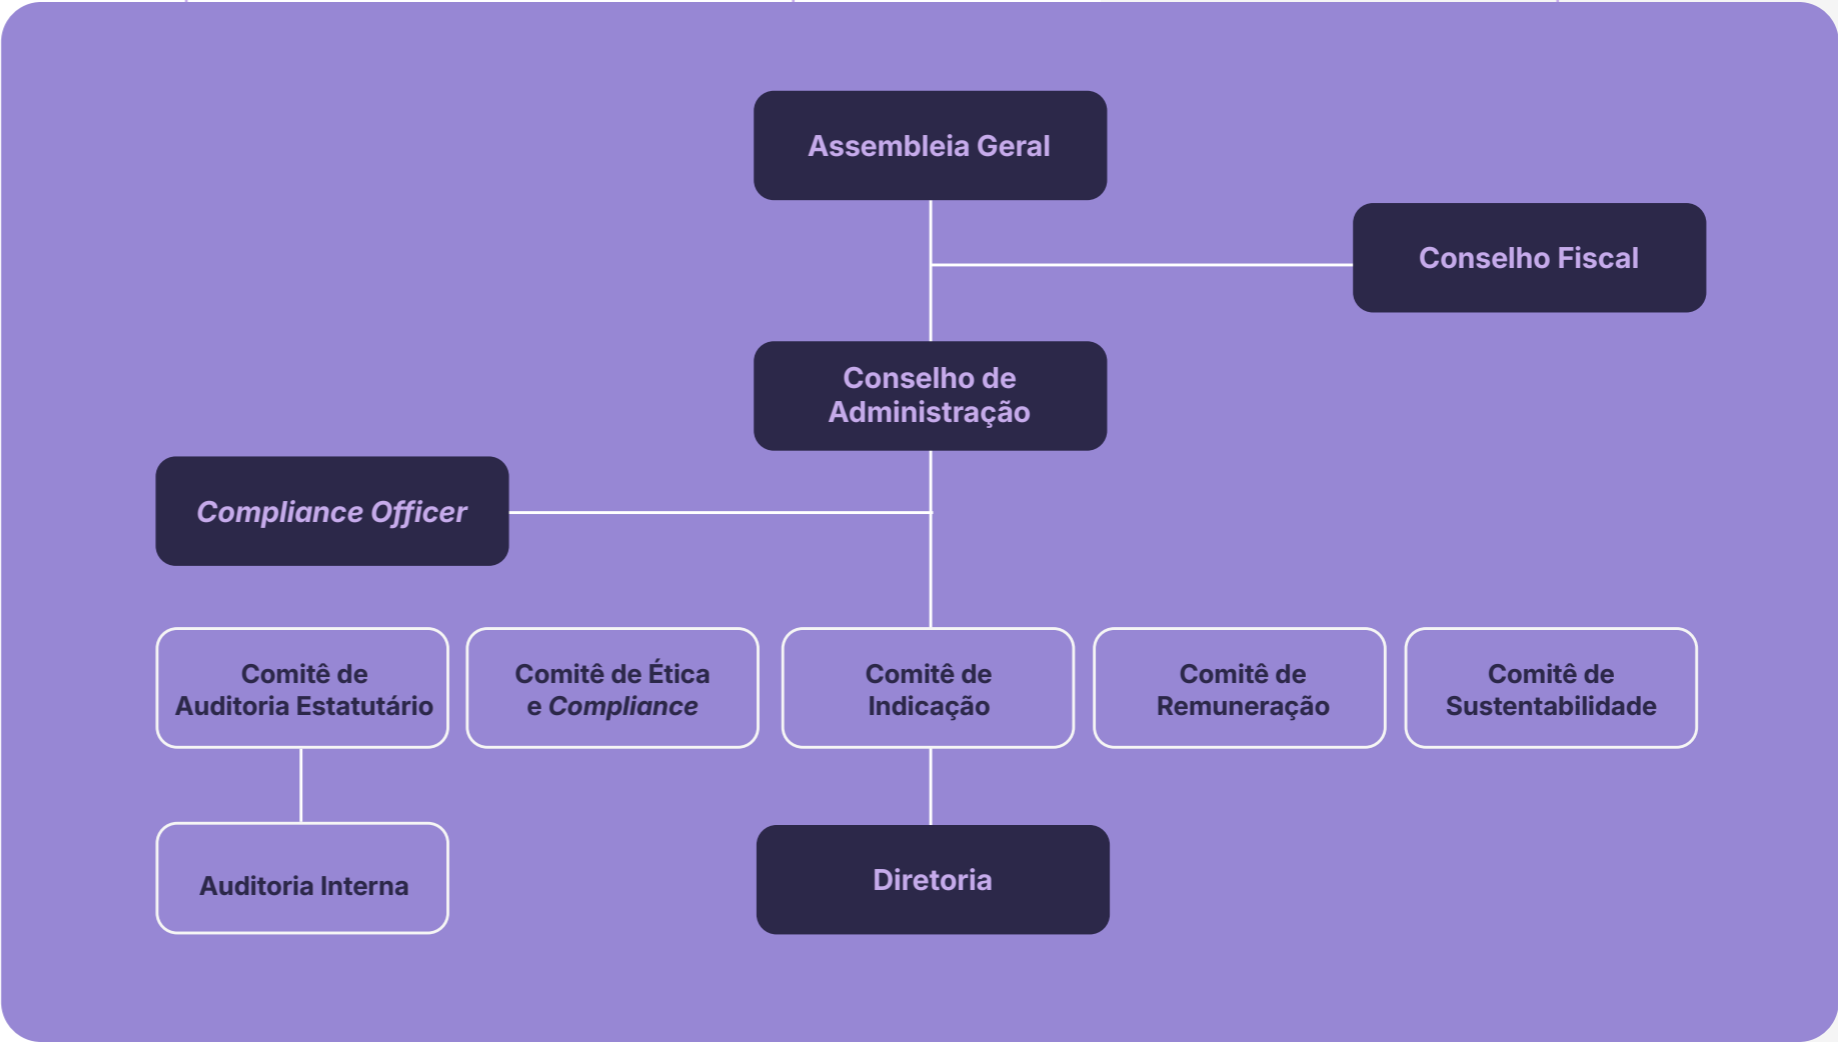 Assembleia Geral
Conselho Fiscal
Conselho de
Administração
Compliance Officer
Comitê de
Auditoria Estatutário
Comitê de Ética
e Compliance
Comitê de
Indicação
Comitê de
Remuneração
Comitê de
Sustentabilidade
Auditoria Interna
Diretoria